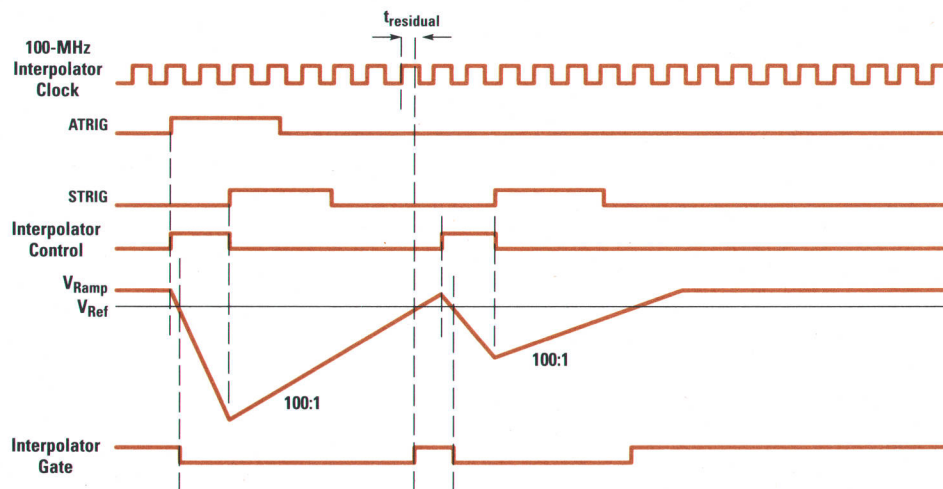 t_residual
100-MHz
Interpolator
Clock
ATRIG
STRIG
Interpolator
Control
V_Ramp
V_Ref
100:1
100:1
Interpolator
Gate